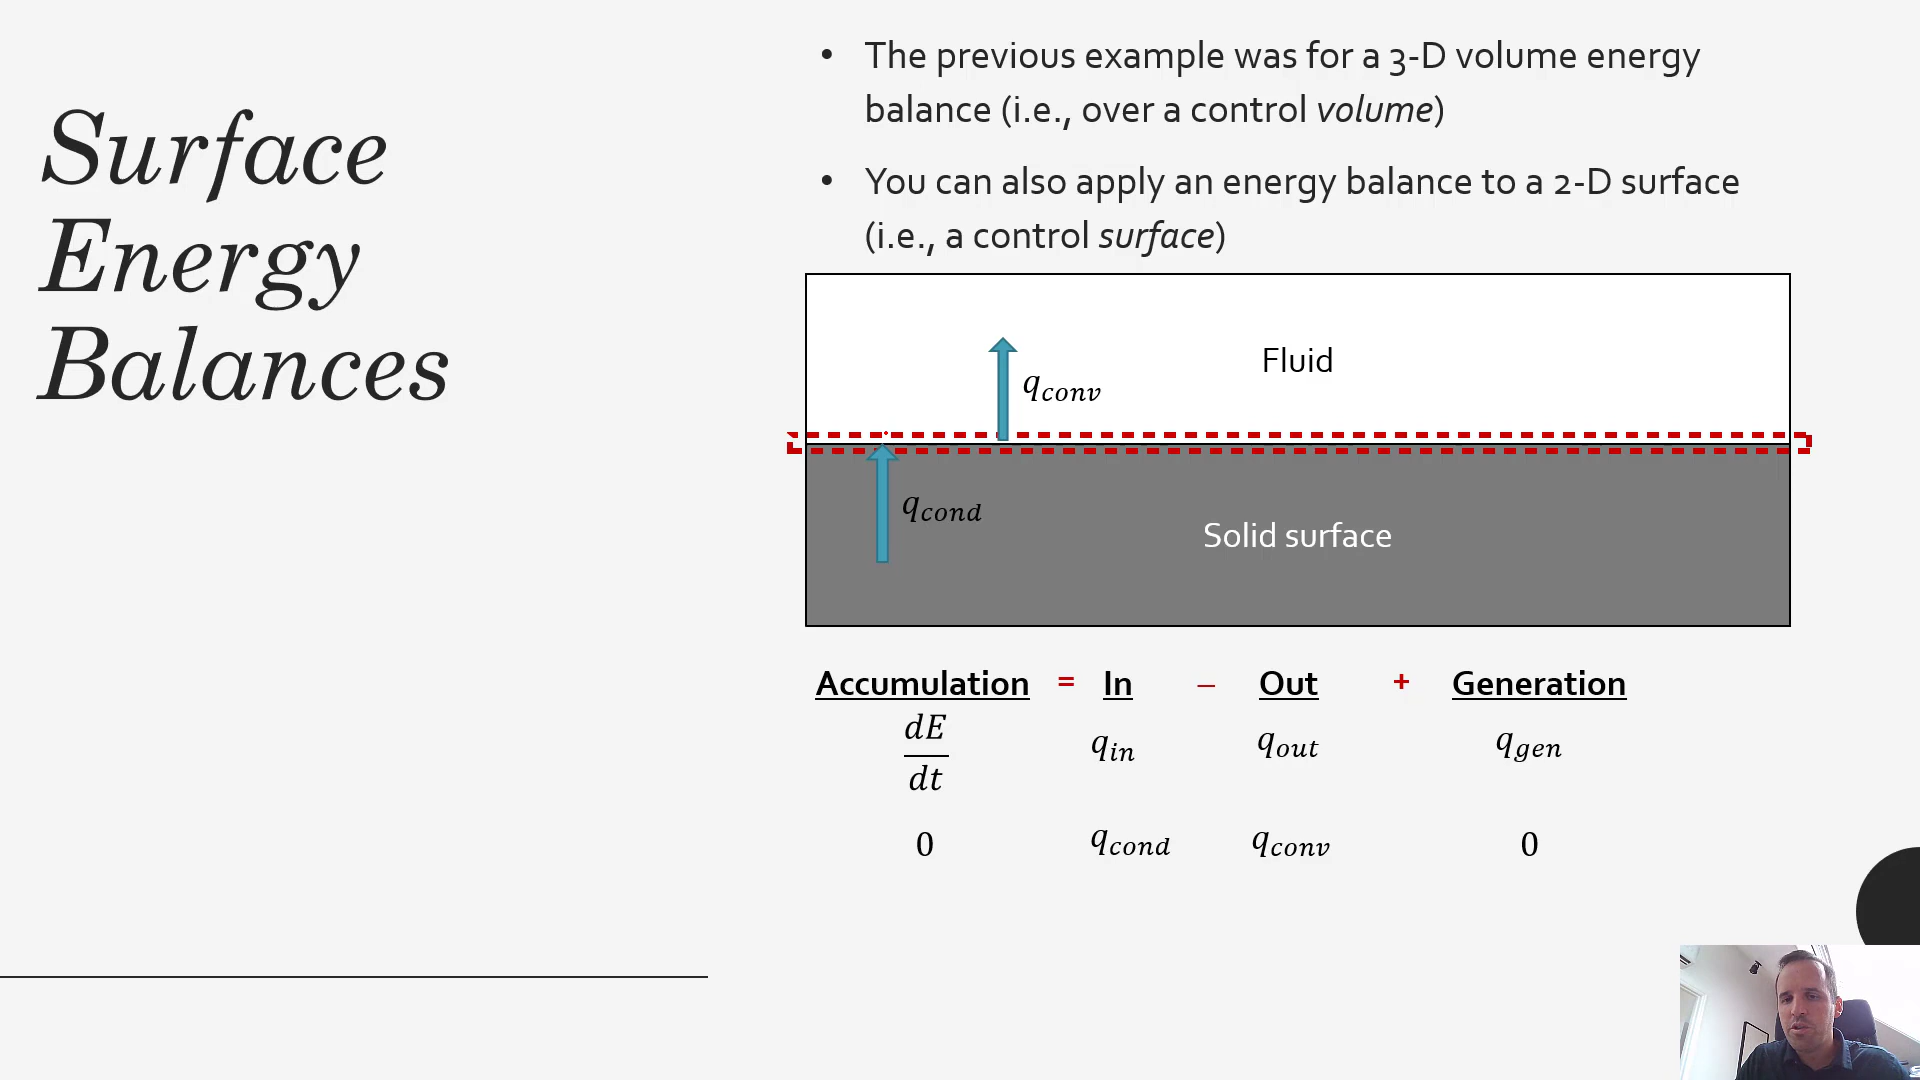 Surface
Energy
Balances
• The previous example was for a 3-D volume energy
balance (i.e., over a control volume)
• You can also apply an energy balance to a 2-D surface
(i.e., a control surface)
Fluid
q_conv
q_cond
Solid surface
Accumulation = In − Out + Generation
dE/dt q_in q_out q_gen
0 q_cond q_conv 0